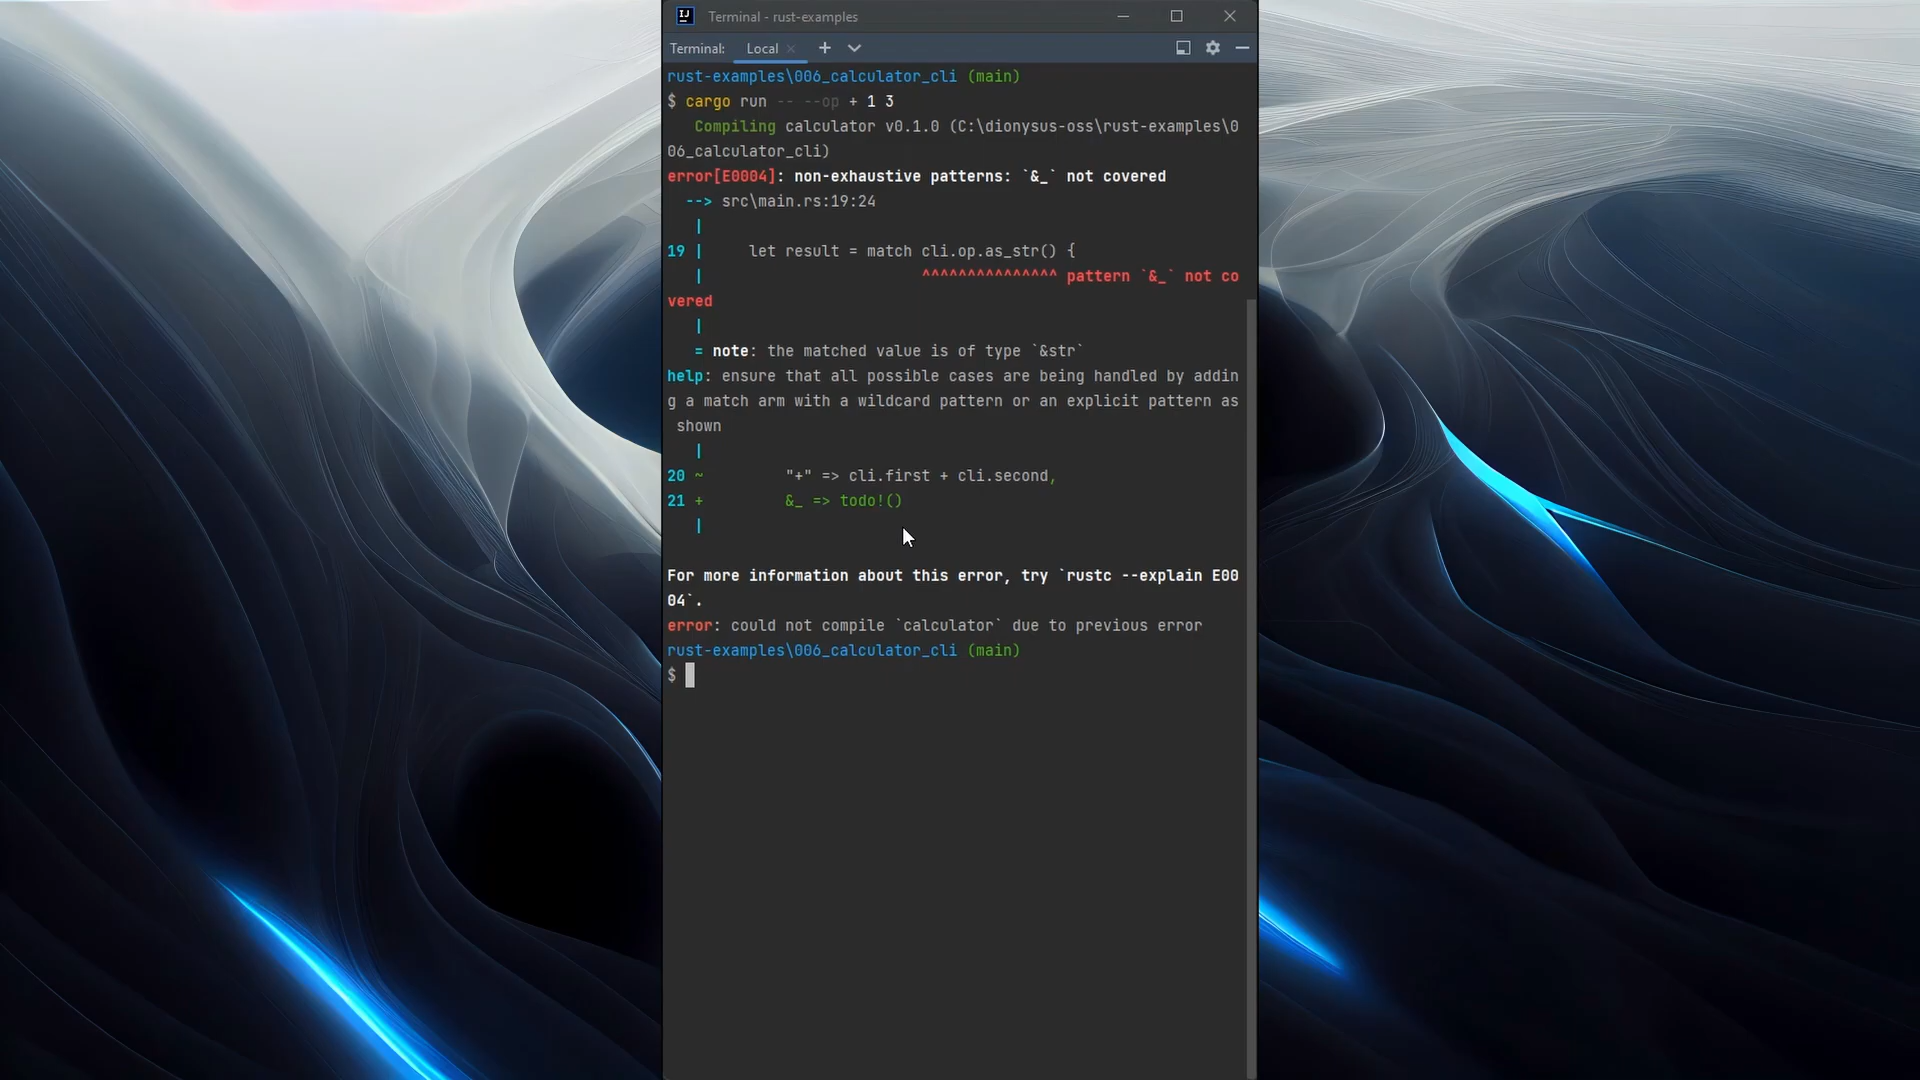 IJ Terminal - rust-examples
Terminal: Local
rust-examples\006_calculator_cli (main)
$ cargo run -- --op + 1 3
Compiling calculator v0.1.0 (C:\dionysus-oss\rust-examples\0
06_calculator_cli)
error[E0004]: non-exhaustive patterns: `&_` not covered
--> src\main.rs:19:24
|
19 | let result = match cli.op.as_str() {
| ^^^^^^^^^^^^^^^ pattern `&_` not co
vered
|
= note: the matched value is of type `&str`
help: ensure that all possible cases are being handled by addin
g a match arm with a wildcard pattern or an explicit pattern as
shown
|
20 ~ "+" => cli.first + cli.second,
21 + &_ => todo!()
|
For more information about this error, try `rustc --explain E00
04`.
error: could not compile `calculator` due to previous error
rust-examples\006_calculator_cli (main)
$